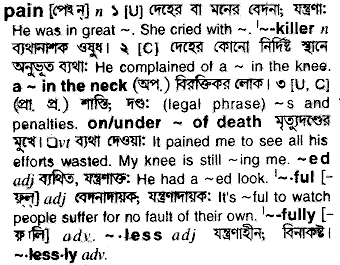 pain [পেই্‌ন্] n ১ [U] দেহের বা মনের বেদনা; যন্ত্রণা:
He was in great ~. She cried with ~. ˈ~-killer n
ব্যথানাশক ওষুধ। ২ [C] দেহের কোনো নির্দিষ্ট স্থানে
অনুভূত ব্যথা: He complained of a ~ in the knee.
a ~ in the neck (অপ.) বিরক্তিকর লোক। ৩ [U, C]
(প্রা. প্র.) শাস্তি; দণ্ড: (legal phrase) ~s and
penalties. on/under ~ of death মৃত্যুদণ্ডের
মুখে। □vt ব্যথা দেওয়া: It pained me to see all his
efforts wasted. My knee is still ~ing me. ~ed
adj ব্যথিত, যন্ত্রণাক্ত: He had a ~ed look. ˈ~·ful [–
ফ্‌ল্] adj বেদনাদায়ক, যন্ত্রণাদায়ক: It's ~ful to watch
people suffer for no fault of their own. ˈ~-fully [–
ফালি] adv. ~·less adj যন্ত্রণাহীন; বিনাকষ্ট।
~·less·ly adv.